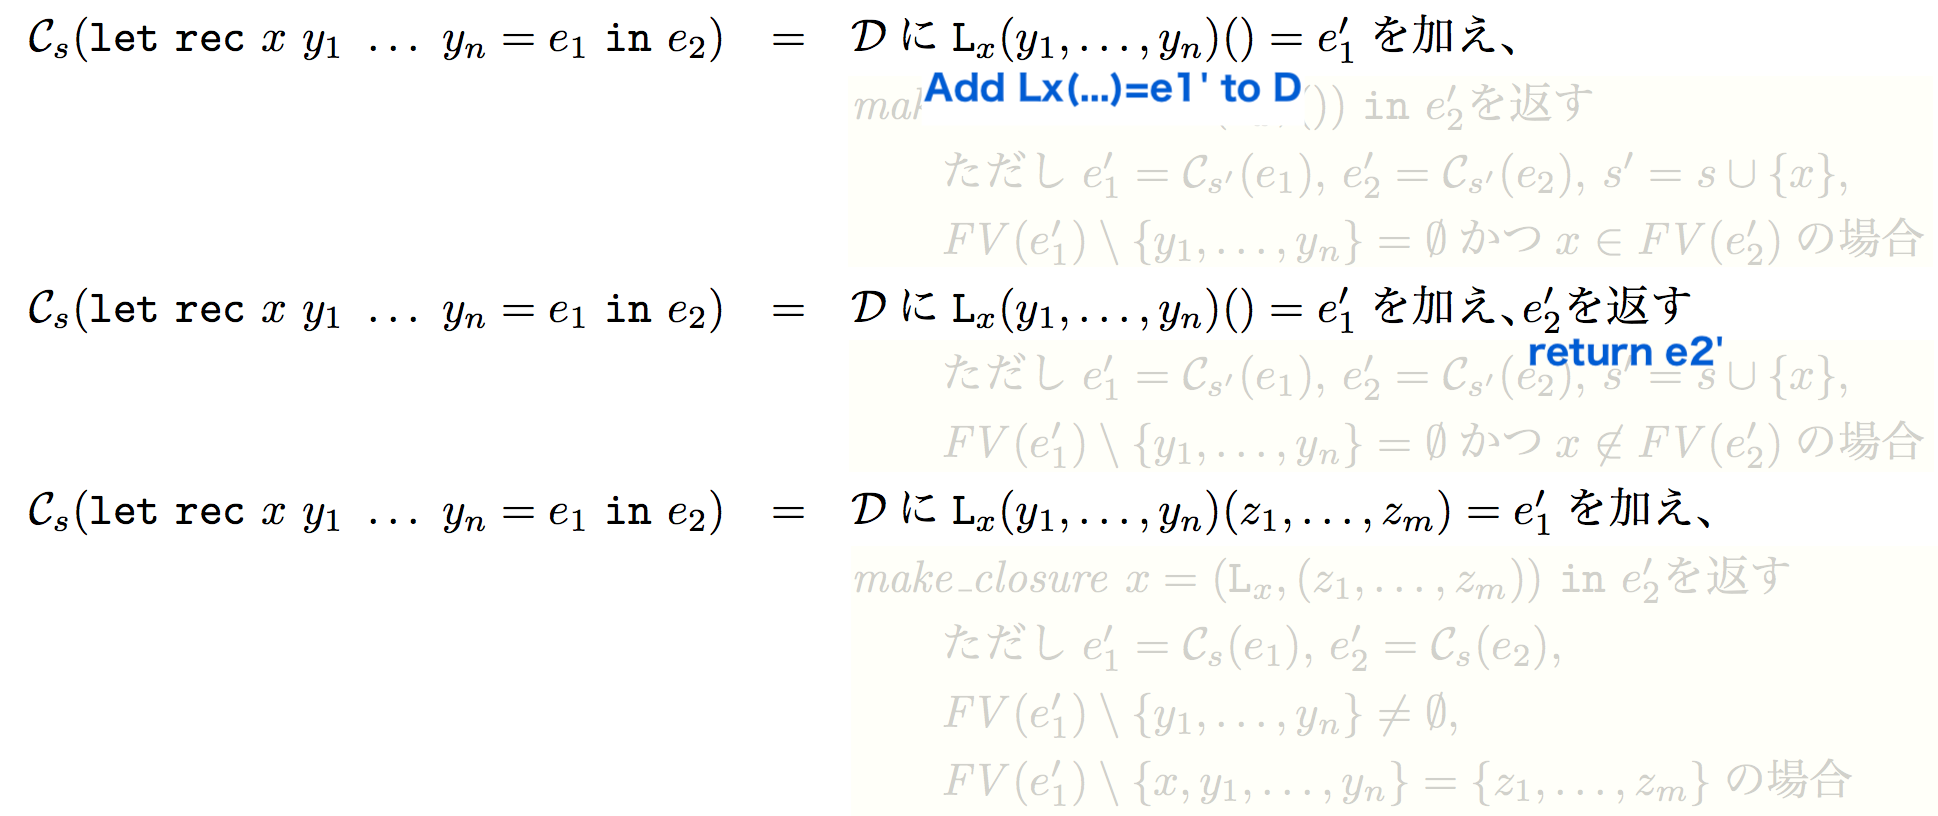 𝒞ₛ(let rec x y₁ … yₙ = e₁ in e₂) = 𝒟 に Lₓ(y₁,…,yₙ)() = e₁′ を加え、
Add Lx(...)=e1' to D
()) in e₂′を返す
ただし e₁′ = 𝒞ₛ′(e₁), e₂′ = 𝒞ₛ′(e₂), s′ = s ∪ {x},
FV(e₁′) \ {y₁,…,yₙ} = ∅ かつ x ∈ FV(e₂′) の場合
𝒞ₛ(let rec x y₁ … yₙ = e₁ in e₂) = 𝒟 に Lₓ(y₁,…,yₙ)() = e₁′ を加え、e₂′を返す
return e2'
ただし e₁′ = 𝒞ₛ′(e₁), e₂′ = 𝒞ₛ′(e₂), s′ = s ∪ {x},
FV(e₁′) \ {y₁,…,yₙ} = ∅ かつ x ∉ FV(e₂′) の場合
𝒞ₛ(let rec x y₁ … yₙ = e₁ in e₂) = 𝒟 に Lₓ(y₁,…,yₙ)(z₁,…,zₘ) = e₁′ を加え、
make_closure x = (Lₓ,(z₁,…,zₘ)) in e₂′を返す
ただし e₁′ = 𝒞ₛ(e₁), e₂′ = 𝒞ₛ(e₂),
FV(e₁′) \ {y₁,…,yₙ} ≠ ∅,
FV(e₁′) \ {x,y₁,…,yₙ} = {z₁,…,zₘ} の場合